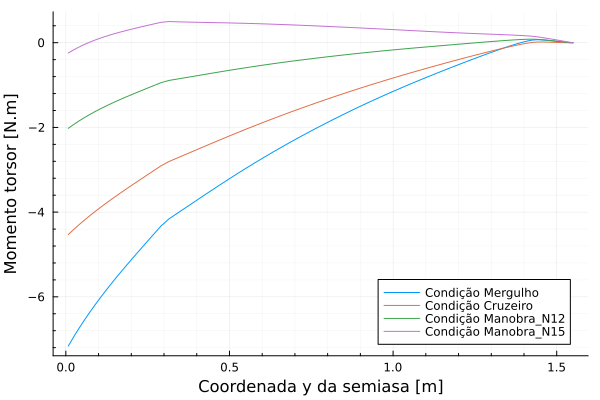 Momento torsor [N.m]
0
−2
−4
−6
0.0
0.5
1.0
1.5
Coordenada y da semiasa [m]
Condição Mergulho
Condição Cruzeiro
Condição Manobra_N12
Condição Manobra_N15